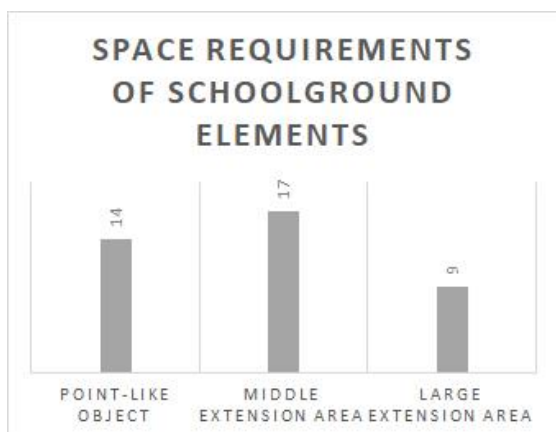 SPACE REQUIREMENTS
OF SCHOOLGROUND
ELEMENTS
14
17
9
POINT-LIKE
OBJECT
MIDDLE
EXTENSION AREA
LARGE
EXTENSION AREA